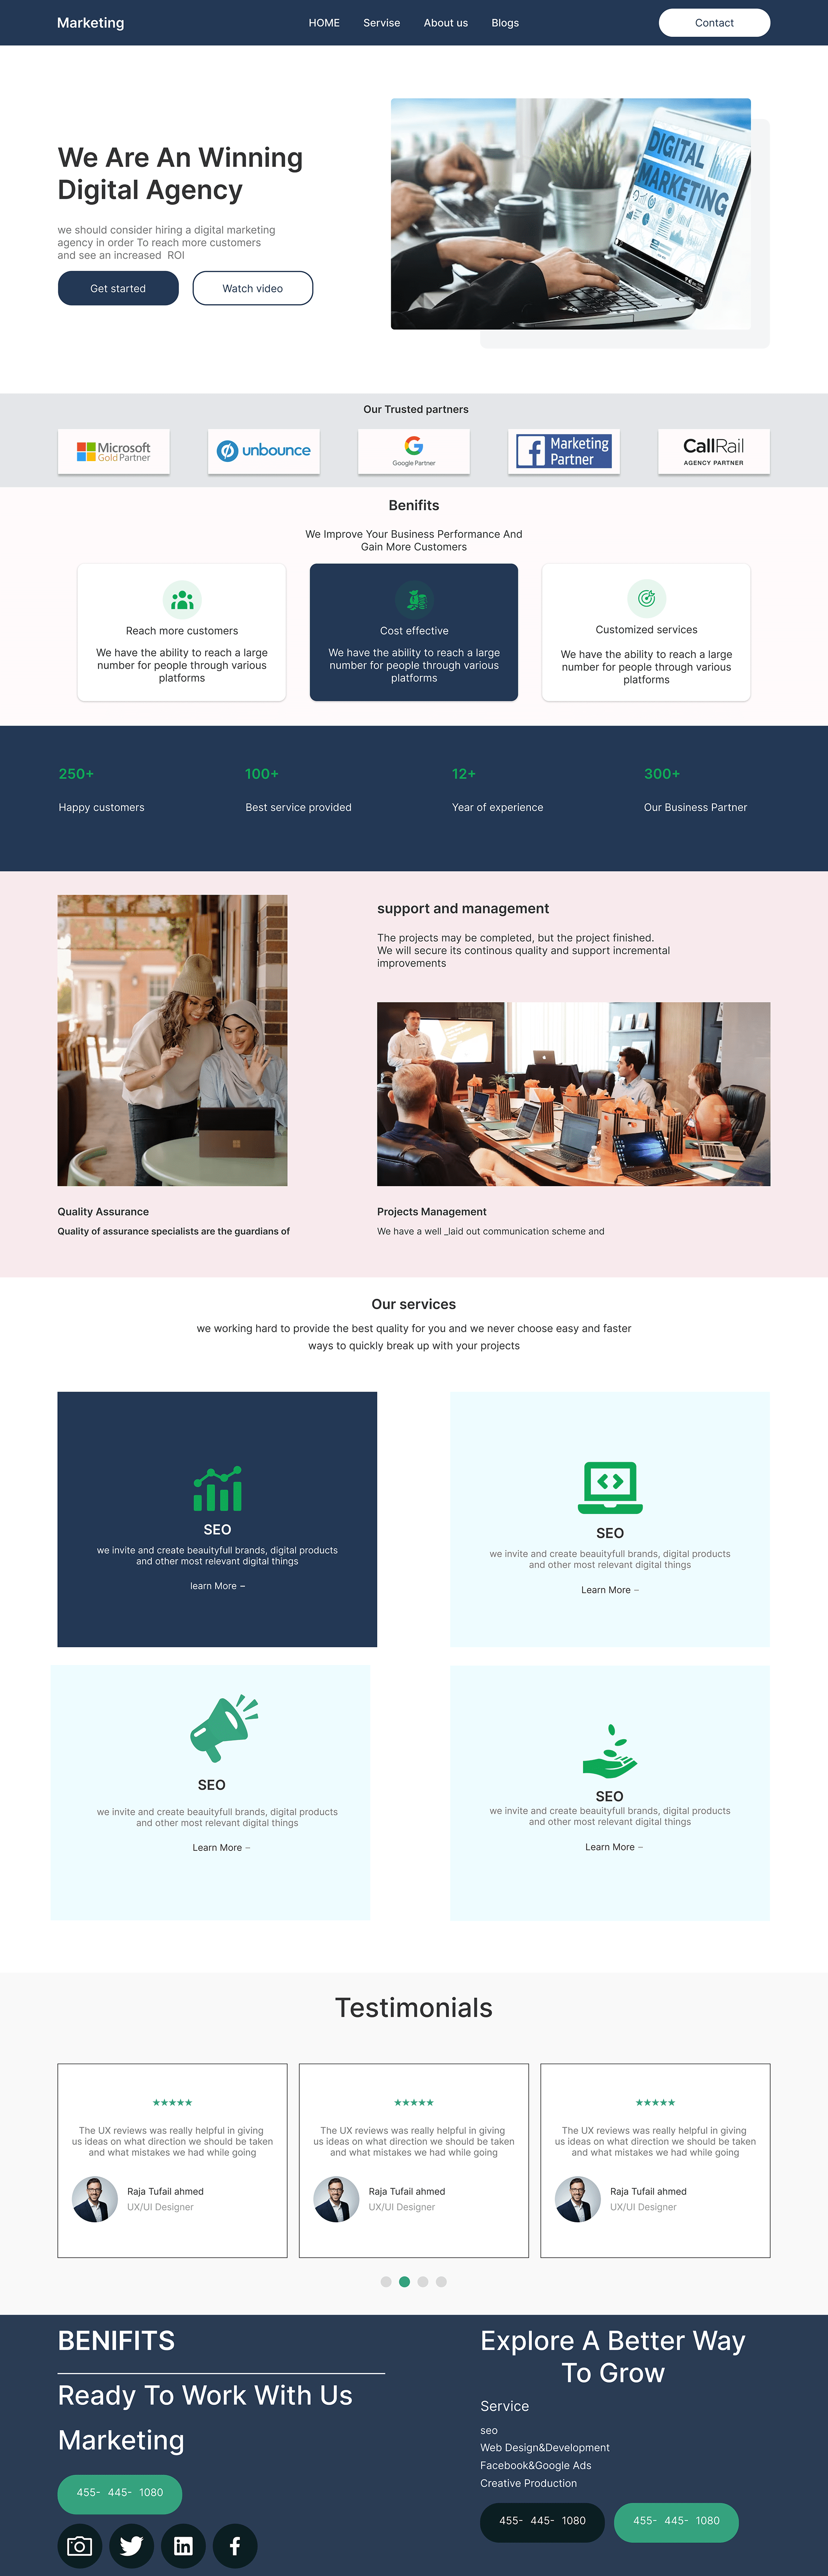 Marketing
HOME Servise About us Blogs
Contact
We Are An Winning
Digital Agency
we should consider hiring a digital marketing
agency in order To reach more customers
and see an increased ROI
Get started
Watch video
DIGITAL
MARKETING
Our Trusted partners
Microsoft
Gold Partner
unbounce
Google Partner
Marketing
Partner
CallRail
AGENCY PARTNER
Benifits
We Improve Your Business Performance And
Gain More Customers
Reach more customers
We have the ability to reach a large
number for people through various
platforms
Cost effective
We have the ability to reach a large
number for people through various
platforms
Customized services
We have the ability to reach a large
number for people through various
platforms
250+
Happy customers
100+
Best service provided
12+
Year of experience
300+
Our Business Partner
support and management
The projects may be completed, but the project finished.
We will secure its continous quality and support incremental
improvements
Quality Assurance
Quality of assurance specialists are the guardians of
Projects Management
We have a well _laid out communication scheme and
Our services
we working hard to provide the best quality for you and we never choose easy and faster
ways to quickly break up with your projects
SEO
we invite and create beauityfull brands, digital products
and other most relevant digital things
learn More –
SEO
we invite and create beauityfull brands, digital products
and other most relevant digital things
Learn More –
SEO
we invite and create beauityfull brands, digital products
and other most relevant digital things
Learn More –
SEO
we invite and create beauityfull brands, digital products
and other most relevant digital things
Learn More –
Testimonials
The UX reviews was really helpful in giving
us ideas on what direction we should be taken
and what mistakes we had while going
Raja Tufail ahmed
UX/UI Designer
The UX reviews was really helpful in giving
us ideas on what direction we should be taken
and what mistakes we had while going
Raja Tufail ahmed
UX/UI Designer
The UX reviews was really helpful in giving
us ideas on what direction we should be taken
and what mistakes we had while going
Raja Tufail ahmed
UX/UI Designer
BENIFITS
Ready To Work With Us
Marketing
455- 445- 1080
Explore A Better Way
To Grow
Service
seo
Web Design&Development
Facebook&Google Ads
Creative Production
455- 445- 1080
455- 445- 1080